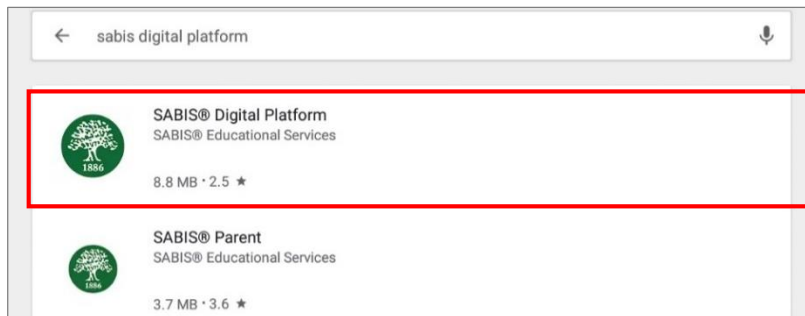 sabis digital platform
SABIS® Digital Platform
SABIS® Educational Services
1886
8.8 MB · 2.5 ★
SABIS® Parent
SABIS® Educational Services
1886
3.7 MB · 3.6 ★